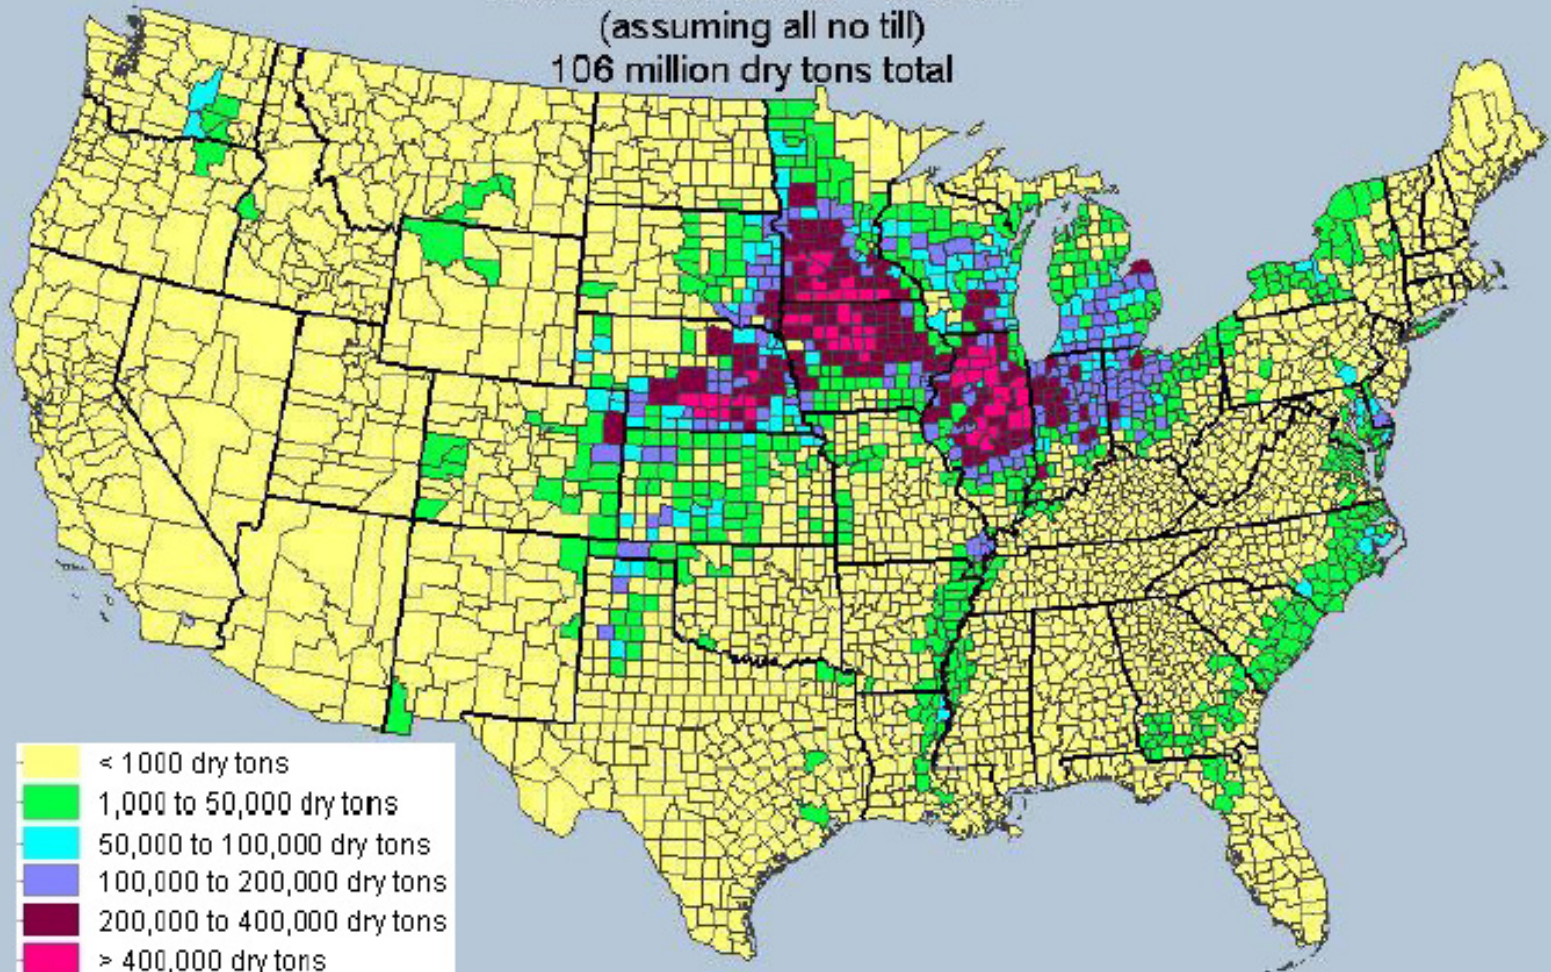 (assuming all no till)
106 million dry tons total
< 1000 dry tons
1,000 to 50,000 dry tons
50,000 to 100,000 dry tons
100,000 to 200,000 dry tons
200,000 to 400,000 dry tons
> 400,000 dry tons